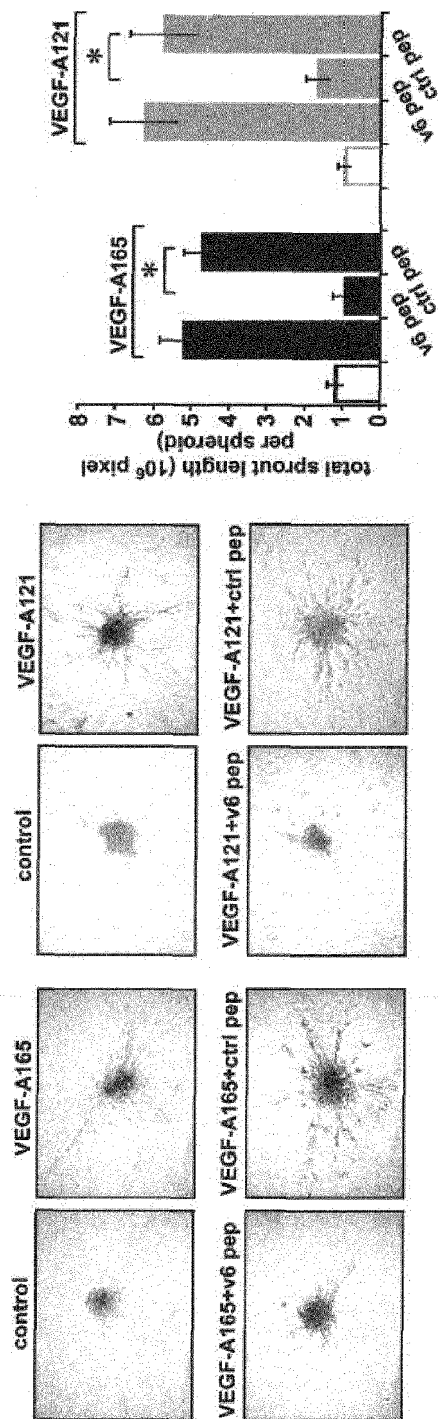 control
VEGF-A165
control
VEGF-A121
VEGF-A165+v6 pep
VEGF-A165+ctrl pep
VEGF-A121+v6 pep
VEGF-A121+ctrl pep
total sprout length (10⁶ pixel
per spheroid)
8
7
6
5
4
3
2
1
0
VEGF-A165
*
v6 pep
ctrl pep
VEGF-A121
*
v6 pep
ctrl pep